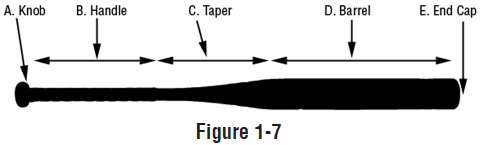 A. Knob B. Handle C. Taper D. Barrel E. End Cap
Figure 1-7